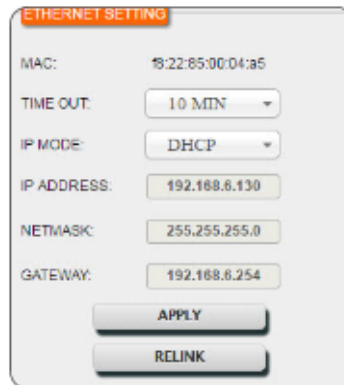 ETHERNET SETTING
MAC: f8:22:85:00:04:a5
TIME OUT: 10 MIN
IP MODE: DHCP
IP ADDRESS: 192.168.6.130
NETMASK: 255.255.255.0
GATEWAY: 192.168.6.254
APPLY
RELINK